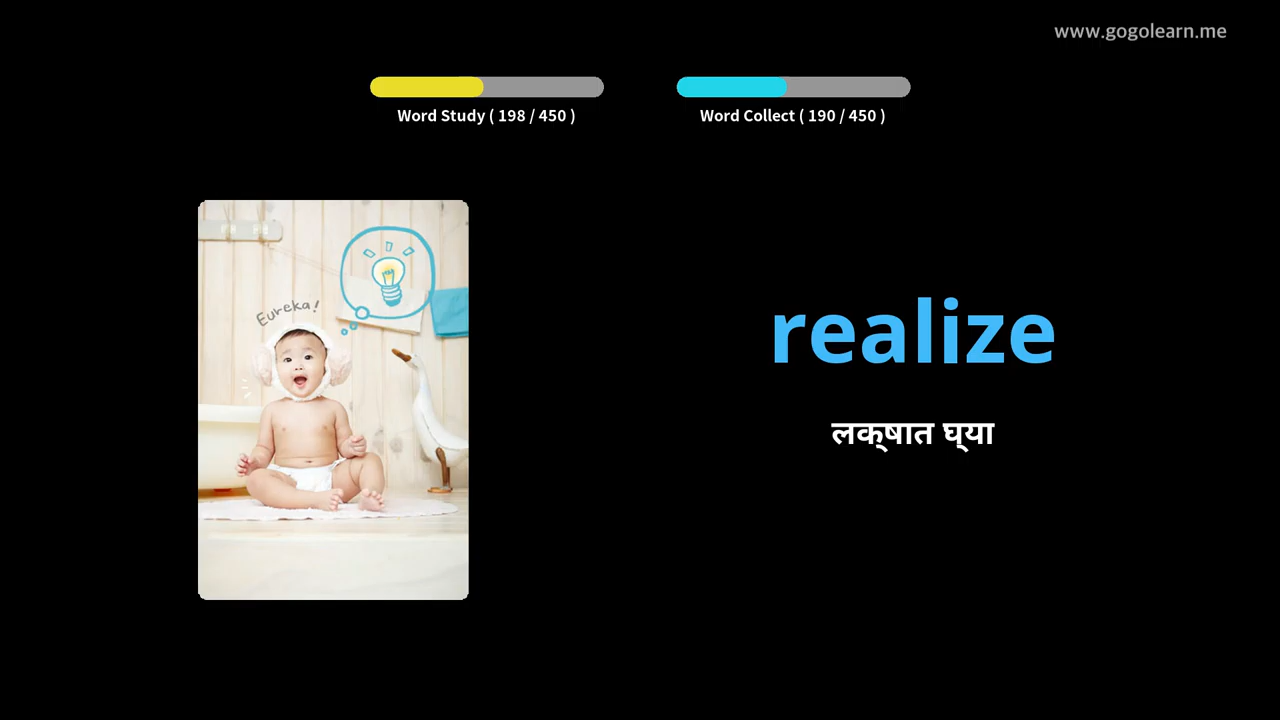 www.gogolearn.me
Word Study ( 198 / 450 )
Word Collect ( 190 / 450 )
Eureka!
realize
लक्षात घ्या